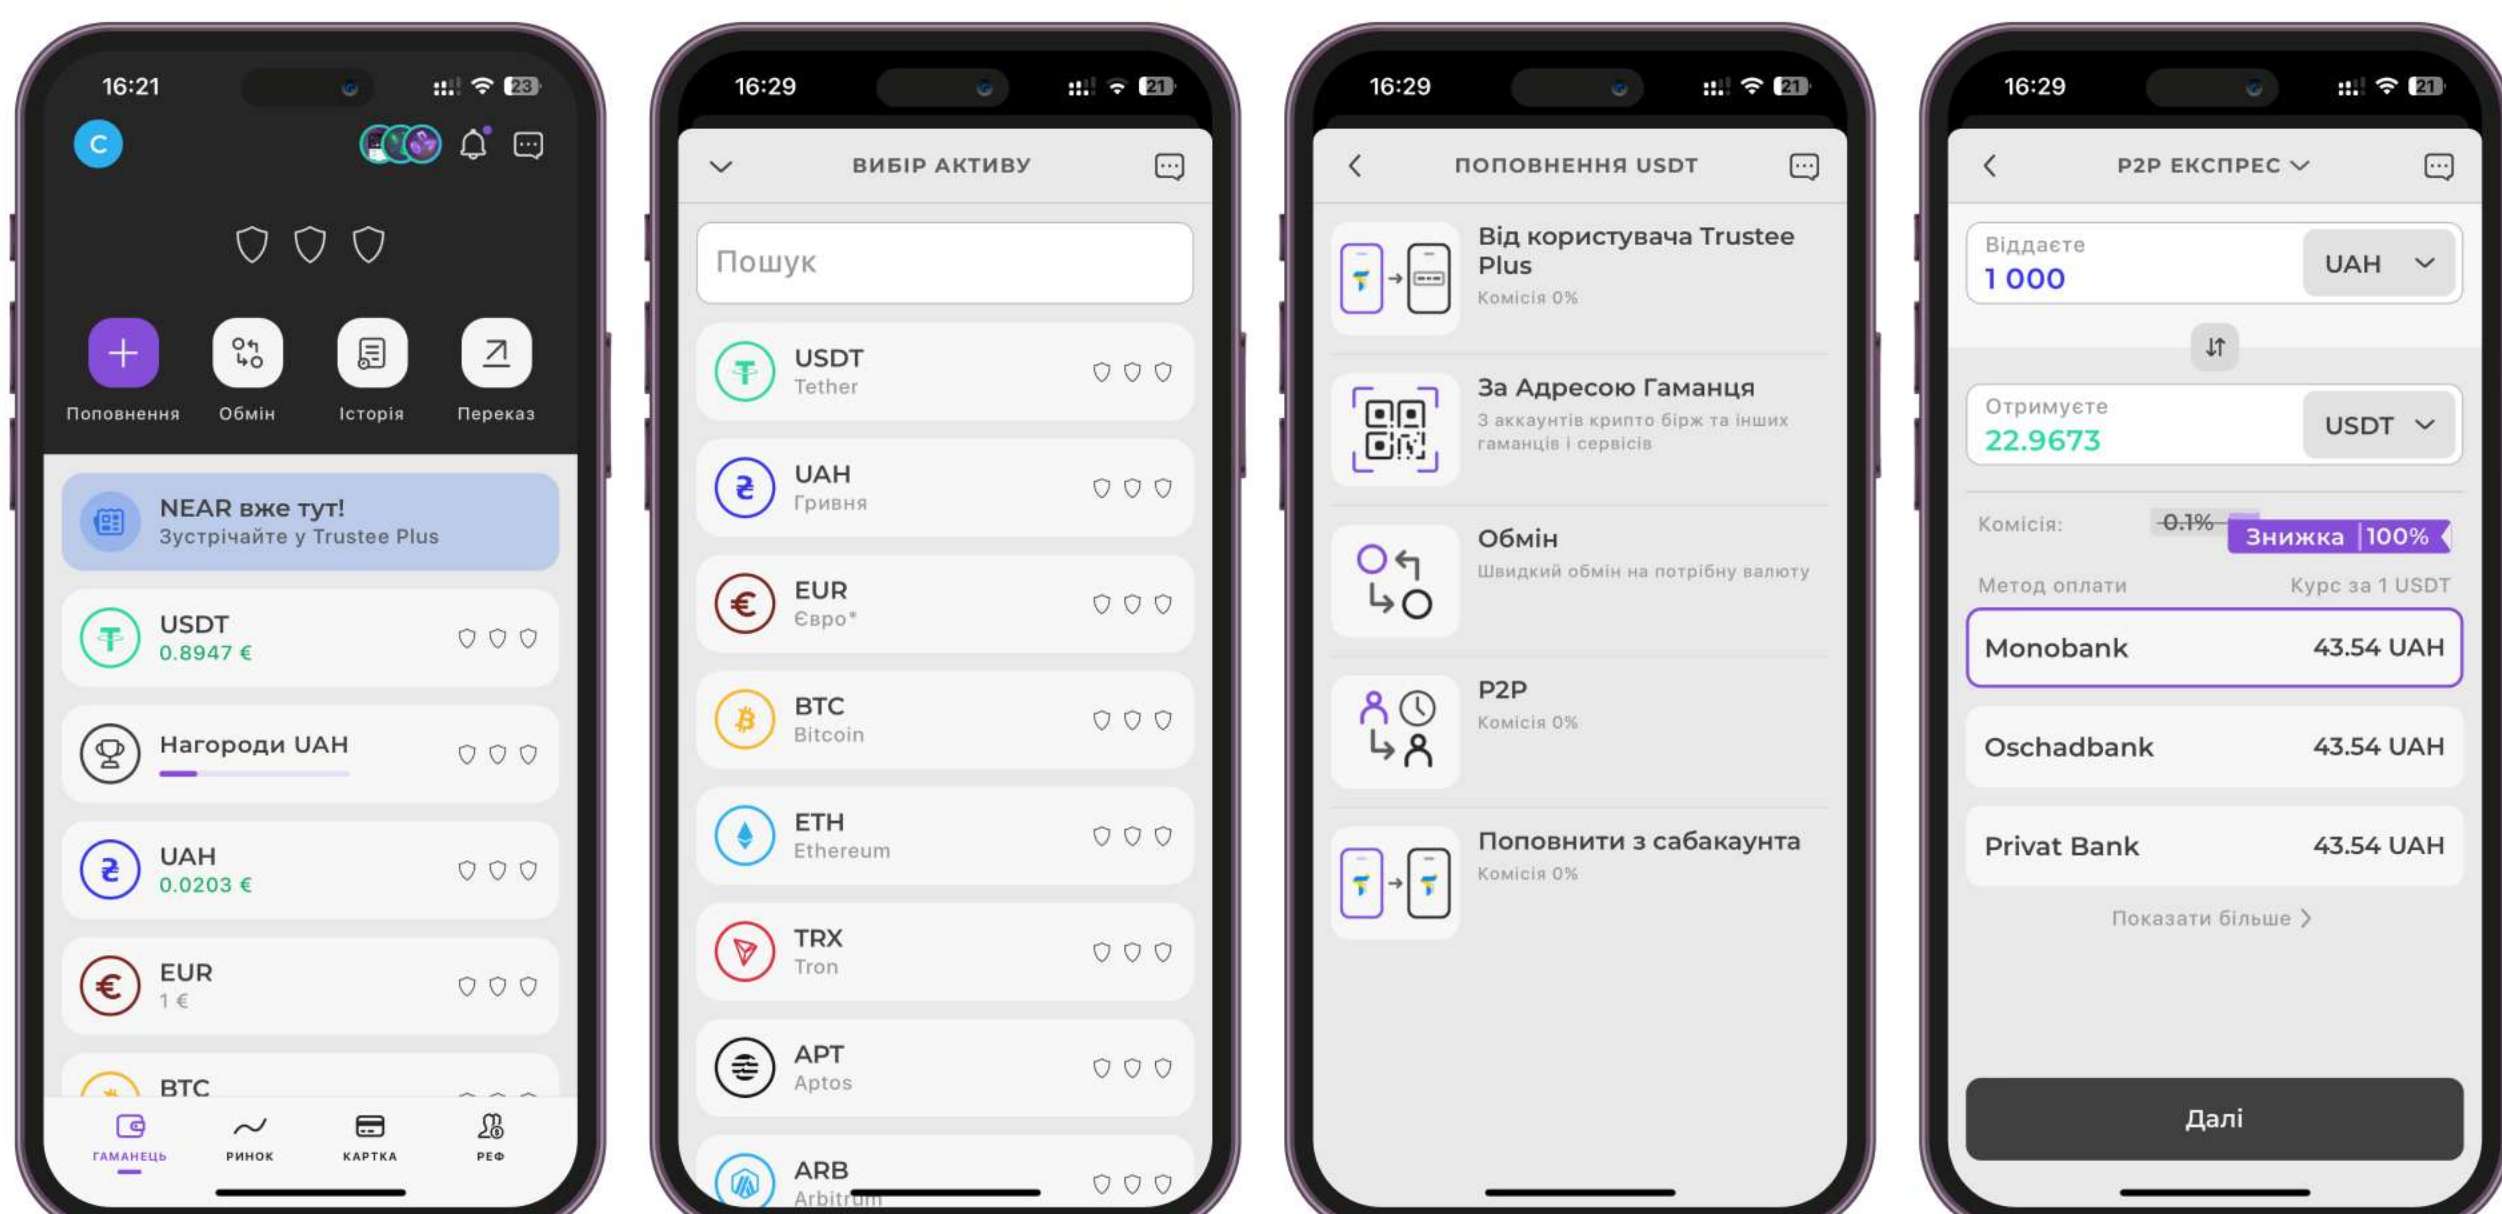 16:21
23
C
Поповнення
Обмін
Історія
Переказ
NEAR вже тут!
Зустрічайте у Trustee Plus
USDT
0.8947 €
Нагороди UAH
UAH
0.0203 €
EUR
1 €
BTC
ГАМАНЕЦЬ
РИНОК
КАРТКА
РЕФ
16:29
21
ВИБІР АКТИВУ
Пошук
USDT
Tether
UAH
Гривня
EUR
Євро*
BTC
Bitcoin
ETH
Ethereum
TRX
Tron
APT
Aptos
ARB
Arbitrum
16:29
21
ПОПОВНЕННЯ USDT
Від користувача Trustee
Plus
Комісія 0%
За Адресою Гаманця
З аккаунтів крипто бірж та інших
гаманців і сервісів
Обмін
Швидкий обмін на потрібну валюту
P2P
Комісія 0%
Поповнити з сабакаунта
Комісія 0%
16:29
21
P2P ЕКСПРЕС
Віддаєте
1 000
UAH
Отримуєте
22.9673
USDT
Комісія:
0.1%
Знижка 100%
Метод оплати
Курс за 1 USDT
Monobank
43.54 UAH
Oschadbank
43.54 UAH
Privat Bank
43.54 UAH
Показати більше
Далі